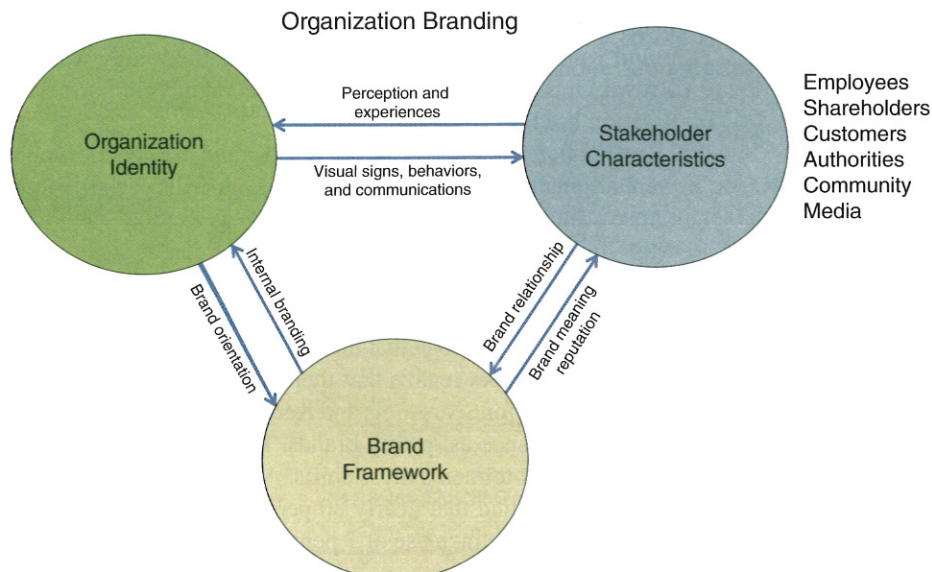 Organization Branding
Perception and
experiences
Organization
Identity
Stakeholder
Characteristics
Visual signs, behaviors,
and communications
Employees
Shareholders
Customers
Authorities
Community
Media
Brand orientation
Internal branding
Brand relationship
Brand meaning
reputation
Brand
Framework